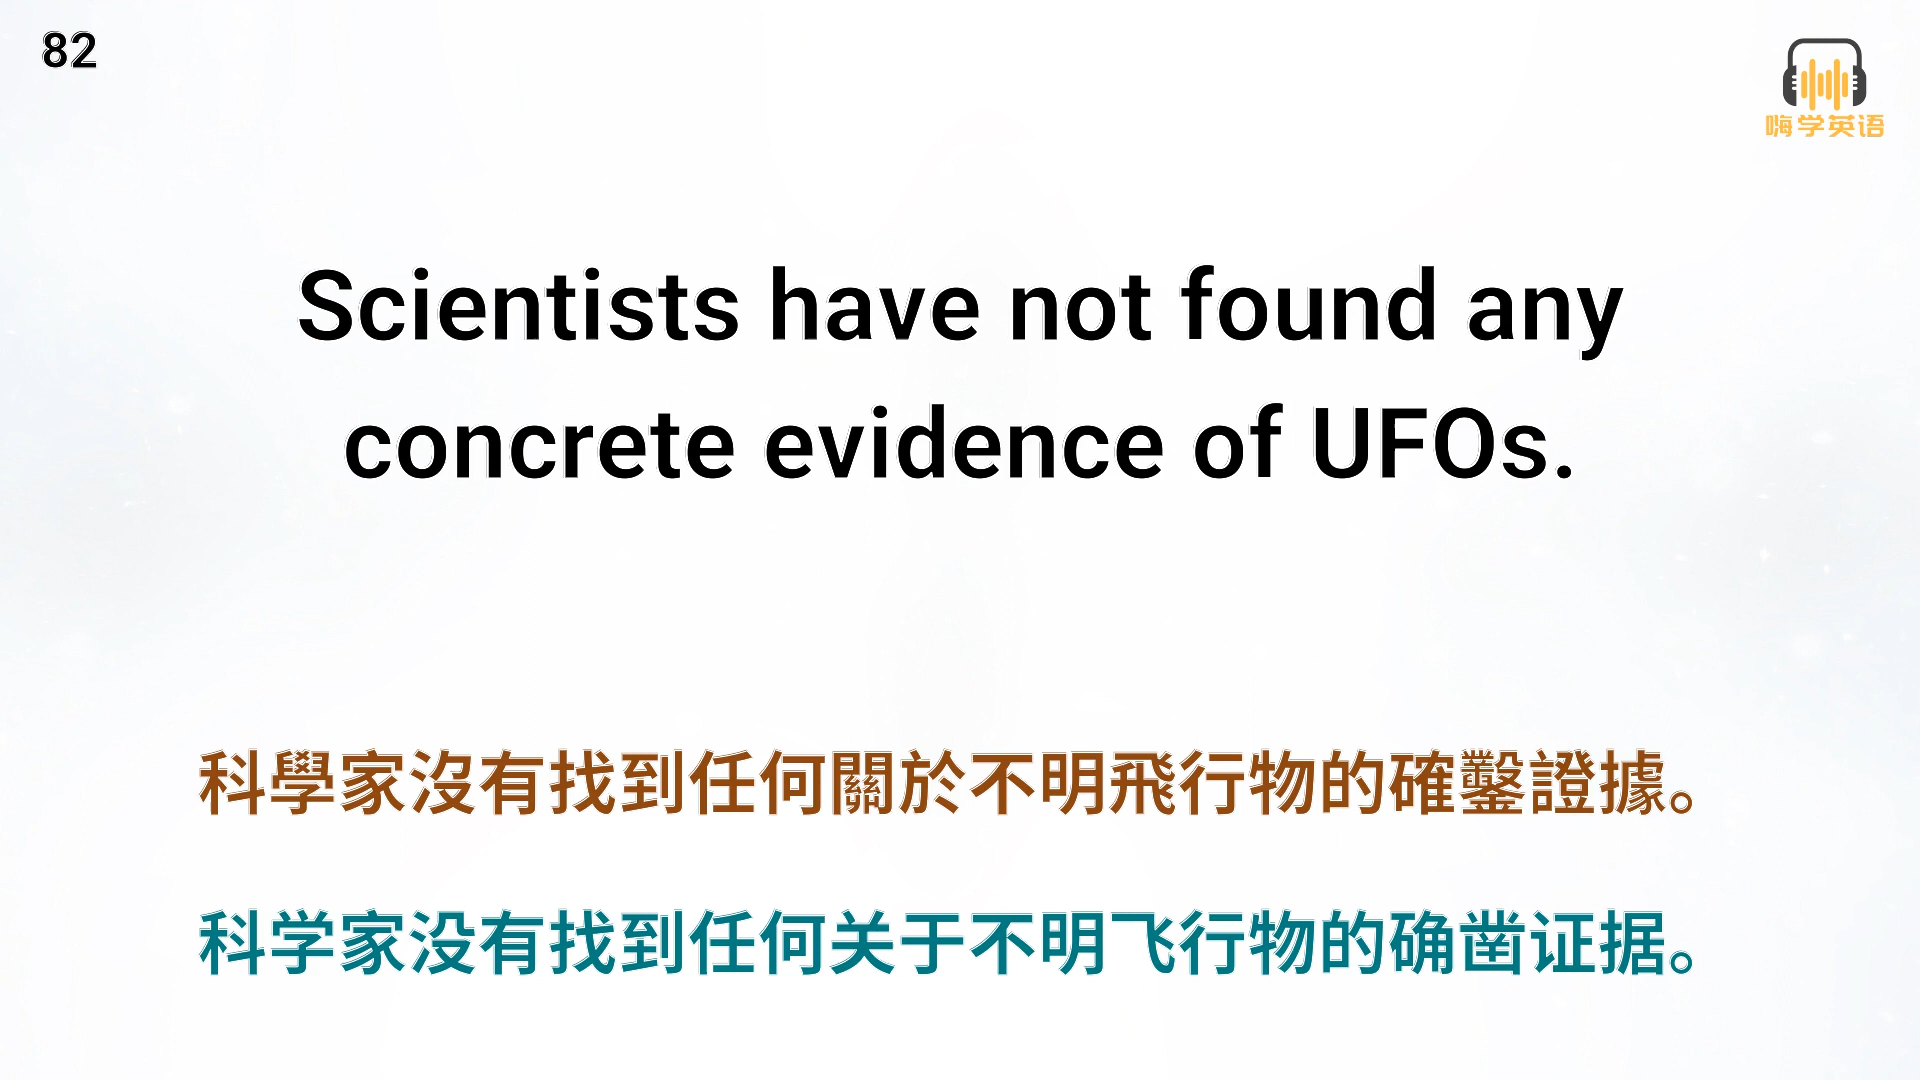 82
嗨学英语
Scientists have not found any
concrete evidence of UFOs.
科學家沒有找到任何關於不明飛行物的確鑿證據。
科学家没有找到任何关于不明飞行物的确凿证据。